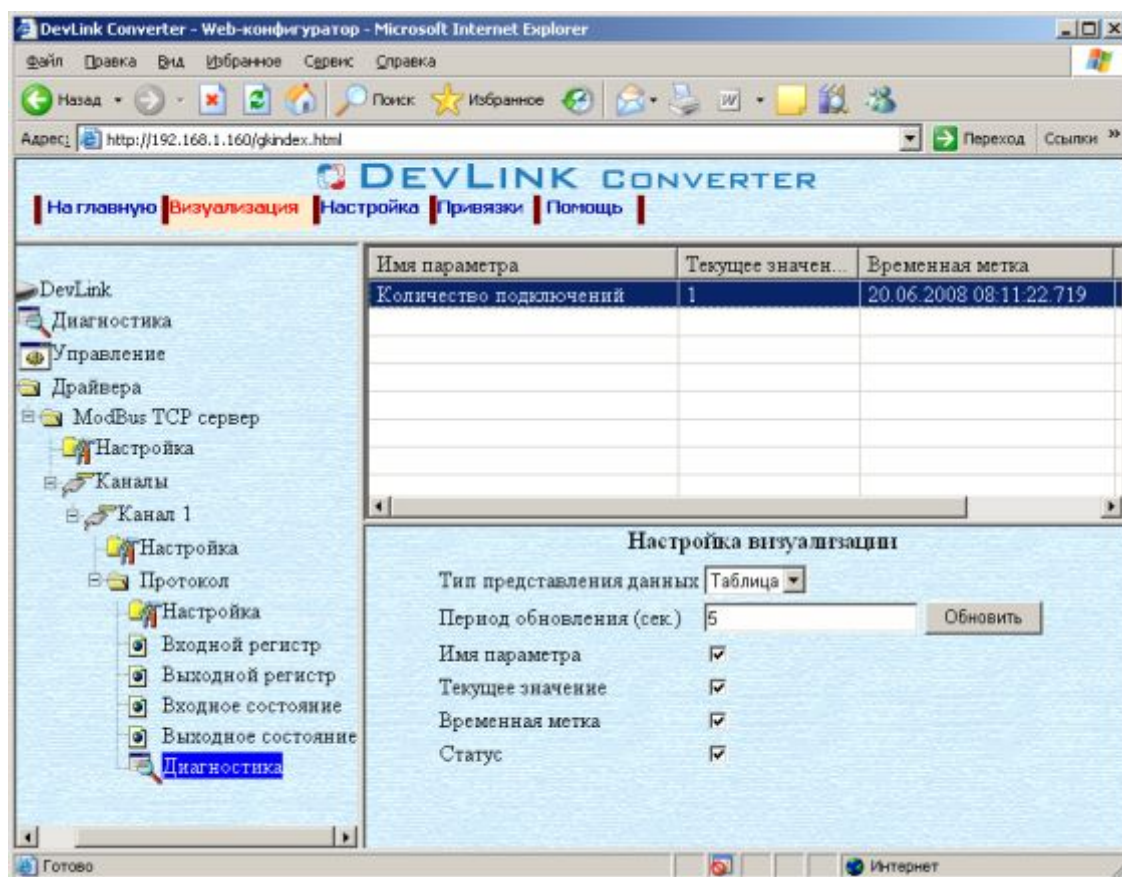 DevLink Converter - Web-конфигуратор - Microsoft Internet Explorer
Файл Правка Вид Избранное Сервис Справка
Назад Поиск Избранное
Адрес: http://192.168.1.160/gkindex.html Переход Ссылки
DEVLINK CONVERTER
На главную Визуализация Настройка Привязки Помощь
Имя параметра Текущее значен... Временная метка
Количество подключений 1 20.06.2008 08:11:22.719
DevLink
Диагностика
Управление
Драйвера
ModBus TCP сервер
Настройка
Каналы
Канал 1
Настройка
Протокол
Настройка
Входной регистр
Выходной регистр
Входное состояние
Выходное состояние
Диагностика
Настройка визуализации
Тип представления данных Таблица
Период обновления (сек.) 5 Обновить
Имя параметра
Текущее значение
Временная метка
Статус
Готово Интернет